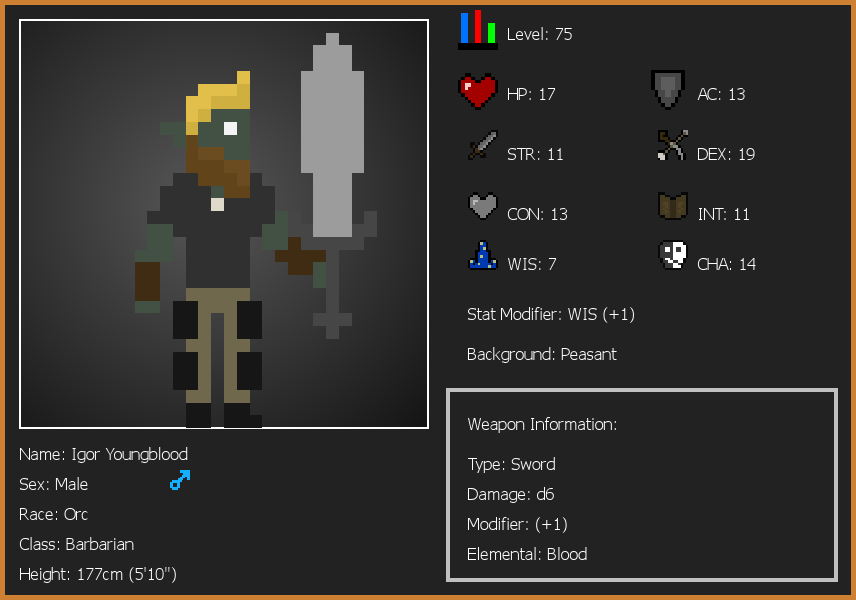 Level: 75
HP: 17
AC: 13
STR: 11
DEX: 19
CON: 13
INT: 11
WIS: 7
CHA: 14
Stat Modifier: WIS (+1)
Background: Peasant
Weapon Information:
Type: Sword
Damage: d6
Modifier: (+1)
Elemental: Blood
Name: Igor Youngblood
Sex: Male
Race: Orc
Class: Barbarian
Height: 177cm (5'10")